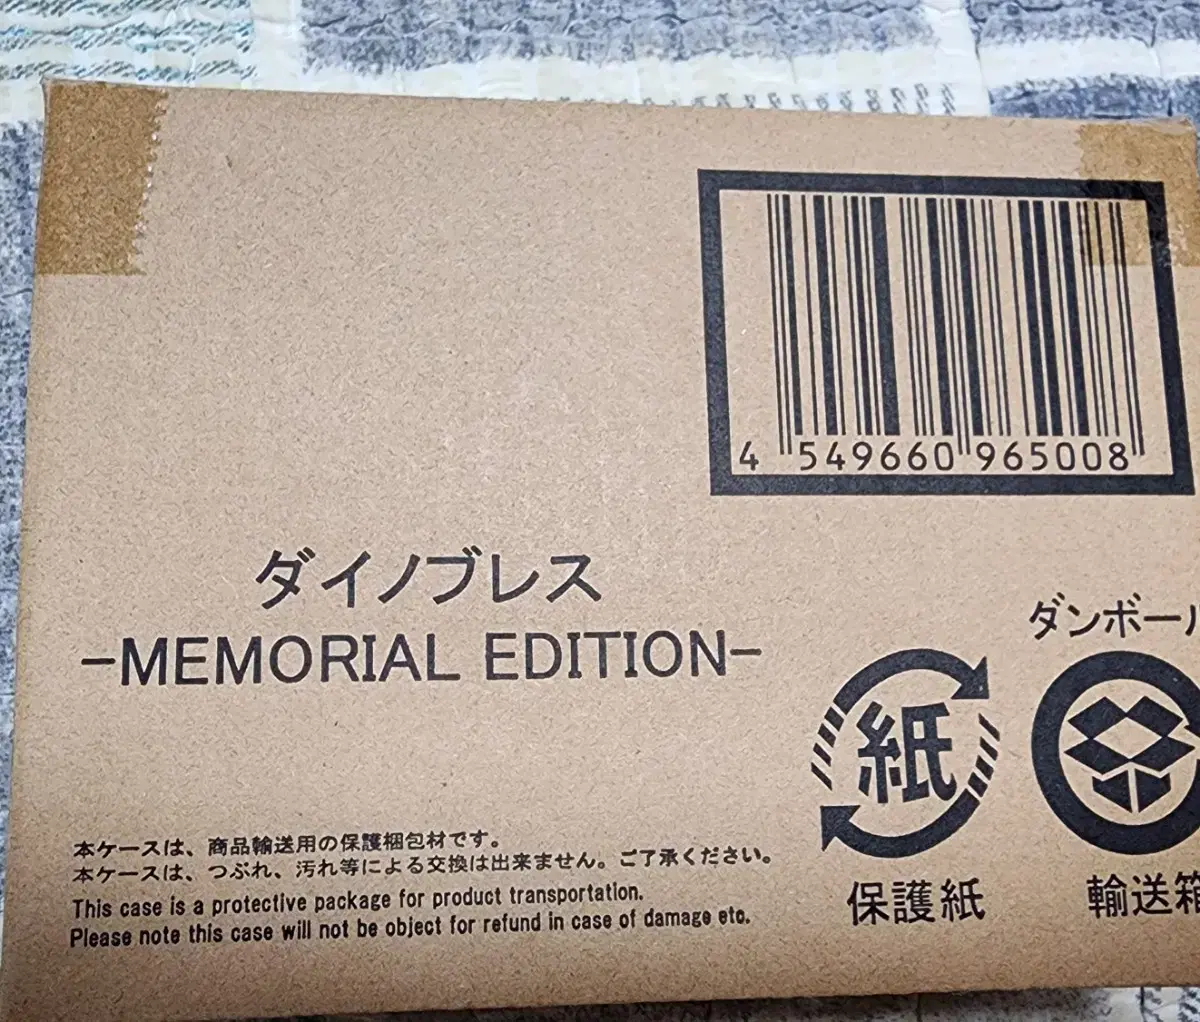 4 549660 965008
ダイノブレス
-MEMORIAL EDITION-
ダンボール
紙
保護紙
輸送箱
本ケースは、商品輸送用の保護梱包材です。
本ケースは、つぶれ、汚れ等による交換は出来ません。ご了承ください。
This case is a protective package for product transportation.
Please note this case will not be object for refund in case of damage etc.